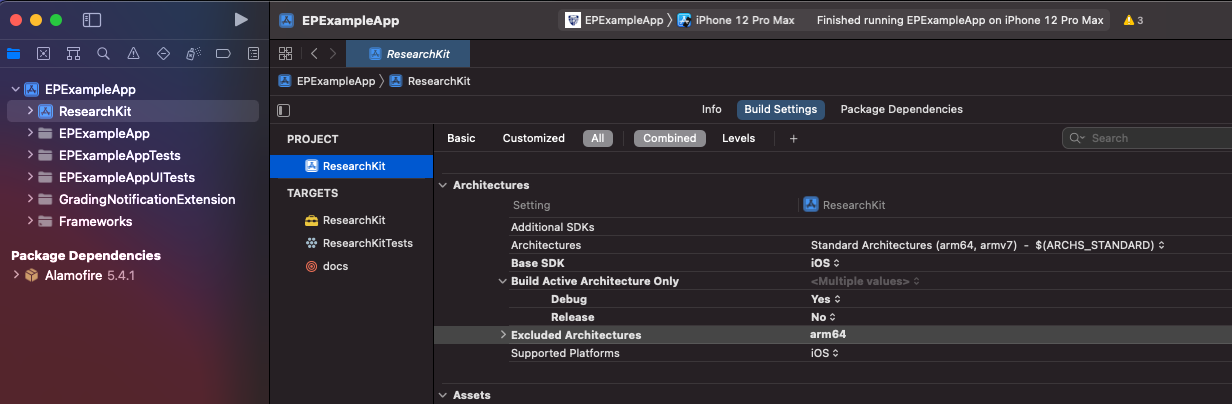 EPExampleApp
EPExampleApp
iPhone 12 Pro Max
Finished running EPExampleApp on iPhone 12 Pro Max
3
ResearchKit
EPExampleApp
ResearchKit
EPExampleApp
ResearchKit
EPExampleApp
EPExampleAppTests
EPExampleAppUITests
GradingNotificationExtension
Frameworks
Package Dependencies
Alamofire 5.4.1
Info
Build Settings
Package Dependencies
PROJECT
ResearchKit
TARGETS
ResearchKit
ResearchKitTests
docs
Basic
Customized
All
Combined
Levels
+
Search
Architectures
Setting
ResearchKit
Additional SDKs
Architectures
Standard Architectures (arm64, armv7) - $(ARCHS_STANDARD)
Base SDK
iOS
Build Active Architecture Only
<Multiple values>
Debug
Yes
Release
No
Excluded Architectures
arm64
Supported Platforms
iOS
Assets